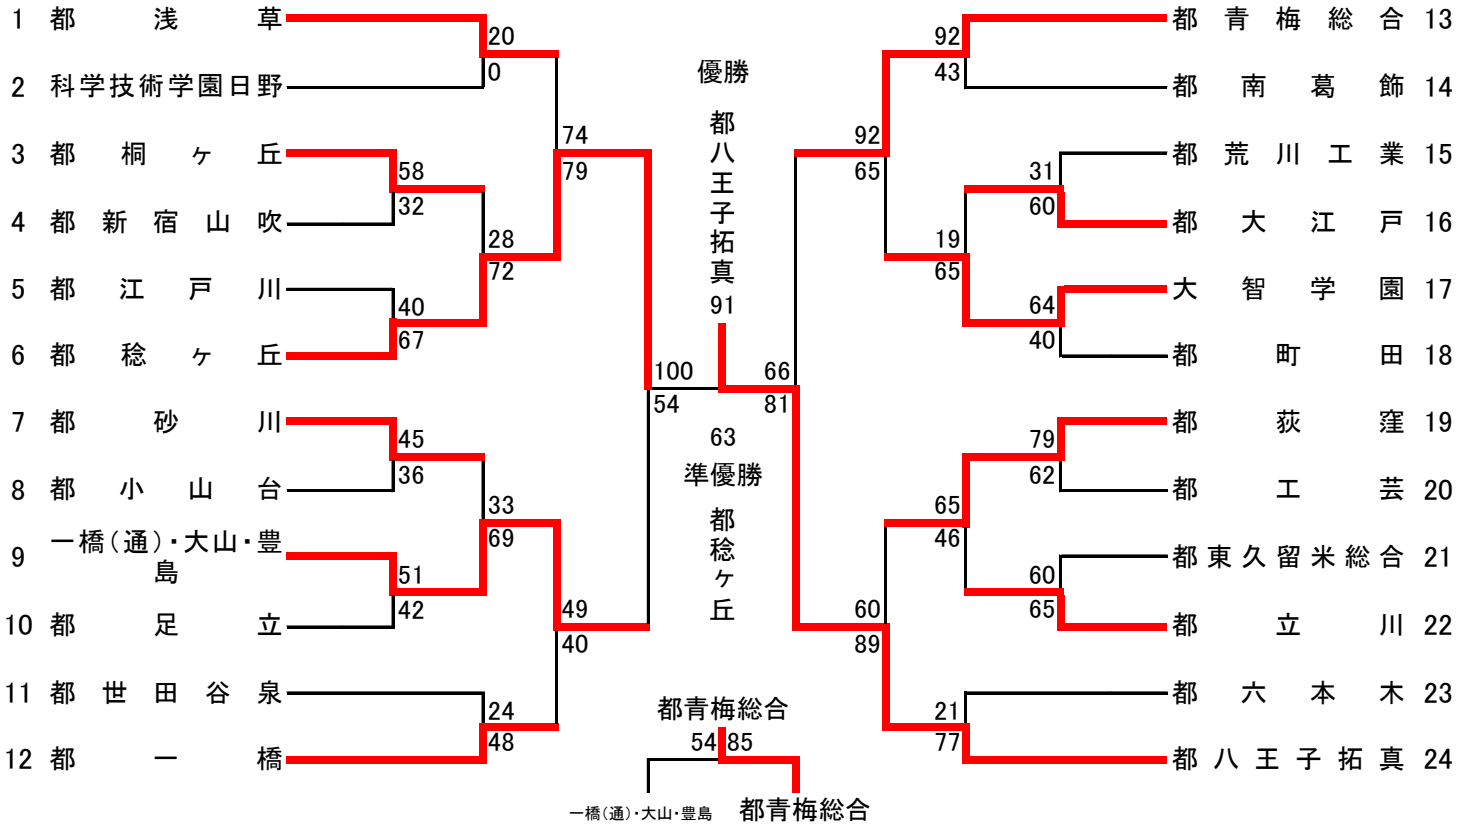 1 都浅草
20
0
2 科学技術学園日野
3 都桐ヶ丘
58
32
4 都新宿山吹
74
79
28
72
5 都江戸川
40
67
6 都稔ヶ丘
7 都砂川
45
36
8 都小山台
33
69
9 一橋(通)・大山・豊島
51
42
10 都足立
49
40
11 都世田谷泉
24
48
12 都一橋
100
54
優勝
都八王子拓真
91
63
準優勝
都稔ヶ丘
66
81
都青梅総合
54 85
一橋(通)・大山・豊島 都青梅総合
都青梅総合 13
92
43
都南葛飾 14
92
65
都荒川工業 15
31
60
都大江戸 16
19
65
大智学園 17
64
40
都町田 18
都荻窪 19
79
62
都工芸 20
65
46
都東久留米総合 21
60
65
都立川 22
60
89
都六本木 23
21
77
都八王子拓真 24